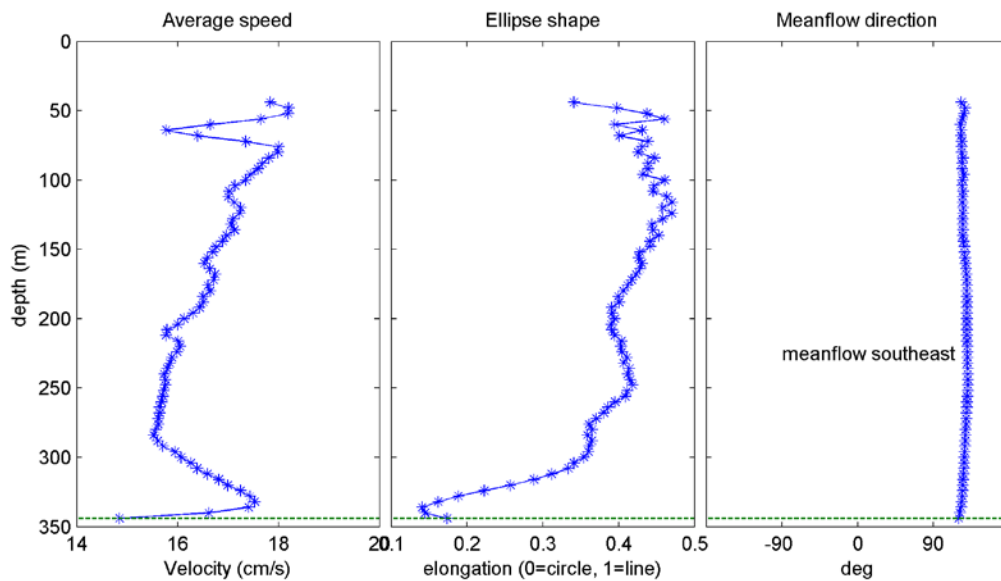 Average speed
Ellipse shape
Meanflow direction
0
50
100
150
200
250
300
350
depth (m)
14
16
18
20
Velocity (cm/s)
0.1
0.2
0.3
0.4
0.5
elongation (0=circle, 1=line)
meanflow southeast
-90
0
90
deg